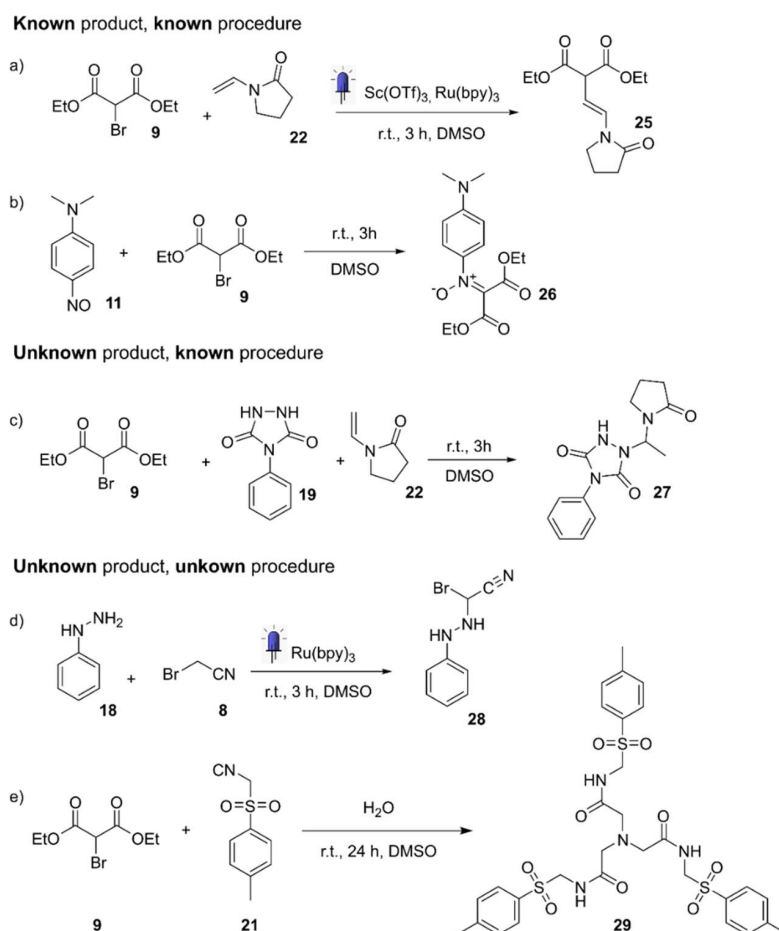 Known product, known procedure
a)
O O
EtO OEt
Br 9
+
N O
22
Sc(OTf)3, Ru(bpy)3
r.t., 3 h, DMSO
O O
EtO OEt
25
N O
b)
N
NO 11
+
O O
EtO OEt
Br 9
r.t., 3h
DMSO
N
OEt
-O N+ O
EtO O
26
Unknown product, known procedure
c)
O O
EtO OEt
Br 9
+
HN-NH
O N O
19
+
N O
22
r.t., 3h
DMSO
N O
NH
O N
N O
27
Unknown product, unkown procedure
d)
NH2
HN
18
+
Br CN
8
Ru(bpy)3
r.t., 3 h, DMSO
Br C≡N
NH
HN
28
e)
O O
EtO OEt
Br
9
+
CN
O=S=O
21
H2O
r.t., 24 h, DMSO
O=S=O
HN
O
N
O O
S NH
O O
O
NH
S
O O
29